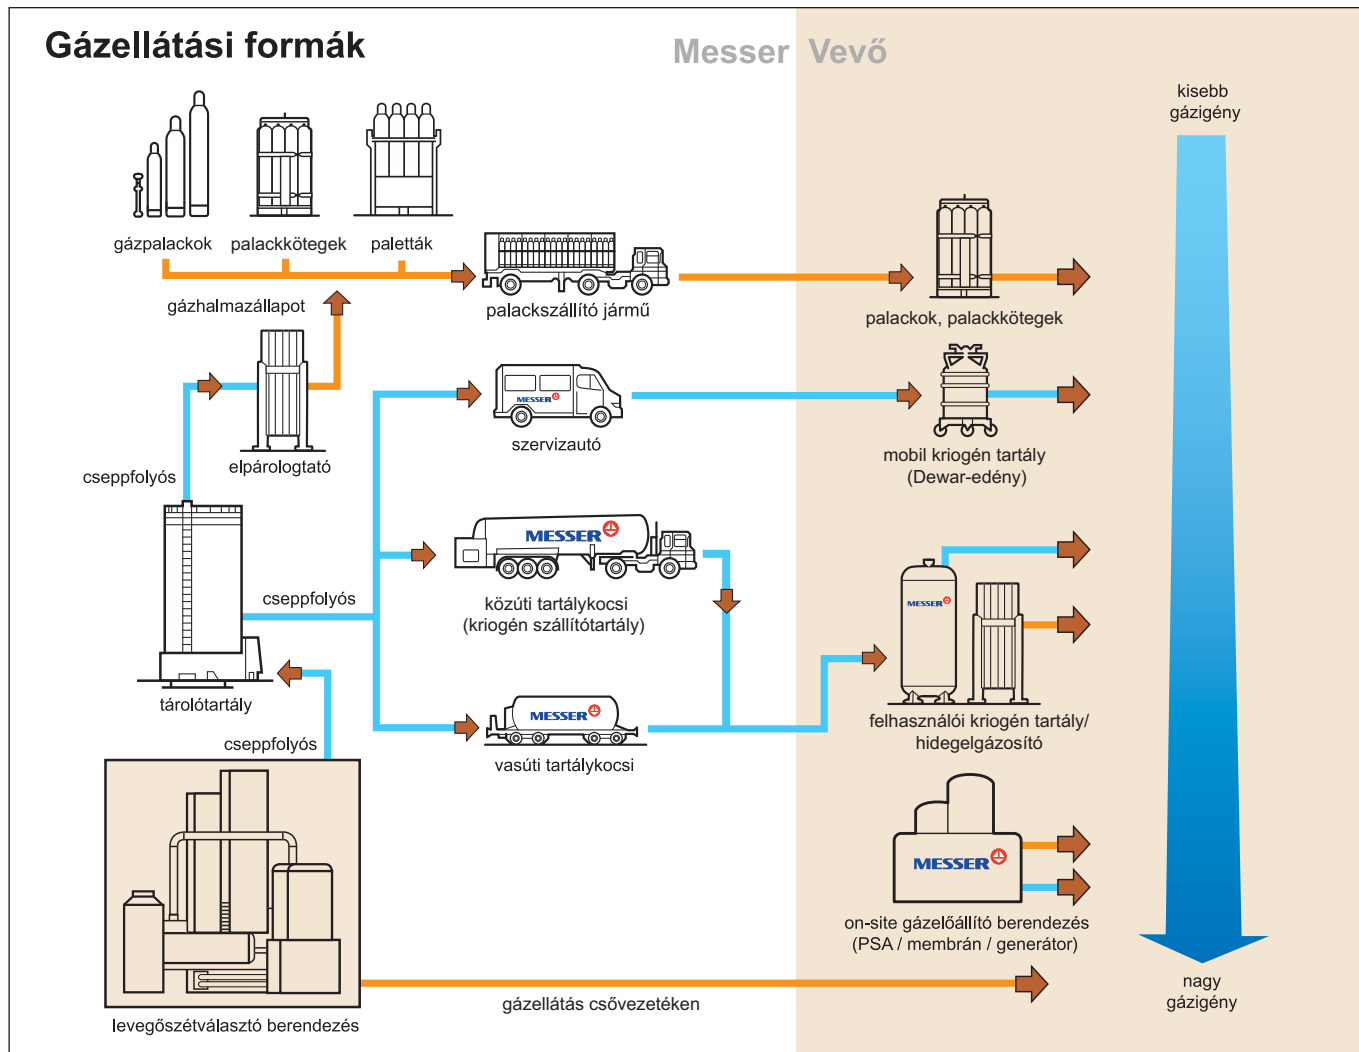 Gázellátási formák
Messer Vevő
kisebb
gázigény
gázpalackok
palackkötegek
paletták
gázhalmazállapot
palackszállító jármű
palackok, palackkötegek
MESSER
szervizautó
elpárologtató
cseppfolyós
mobil kriogén tartály
(Dewar-edény)
MESSER
cseppfolyós
közúti tartálykocsi
(kriogén szállítótartály)
MESSER
tárolótartály
MESSER
felhasználói kriogén tartály/
hidegelgázosító
cseppfolyós
vasúti tartálykocsi
MESSER
on-site gázelőállító berendezés
(PSA / membrán / generátor)
gázellátás csővezetéken
nagy
gázigény
levegőszétválasztó berendezés